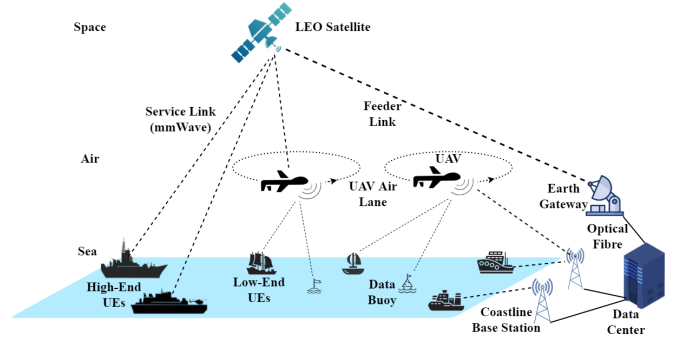 Space
LEO Satellite
Service Link
(mmWave)
Feeder
Link
Air
UAV
UAV Air
Lane
Earth
Gateway
Optical
Fibre
Sea
High-End
UEs
Low-End
UEs
Data
Buoy
Coastline
Base Station
Data
Center